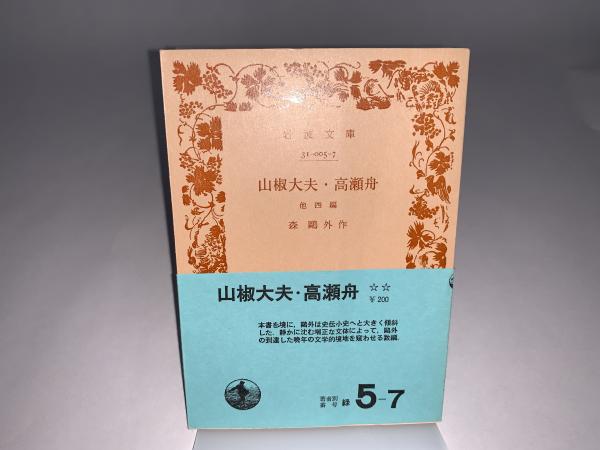 岩波文庫
31-005-7
山椒大夫・高瀬舟
他四編
森鷗外作
山椒大夫・高瀬舟 ☆☆
￥200
本書を境に、鷗外は史伝小史へと大きく傾斜
した。静かに沈む端正な文体によって、鷗外
の到達した晩年の文学的境地を窺わせる数編。
著者別
番号 緑 5-7